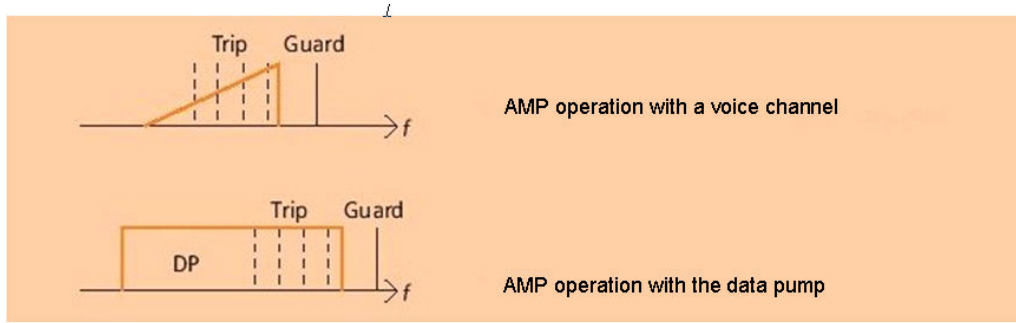 Trip Guard
AMP operation with a voice channel
f
Trip Guard
DP
AMP operation with the data pump
f